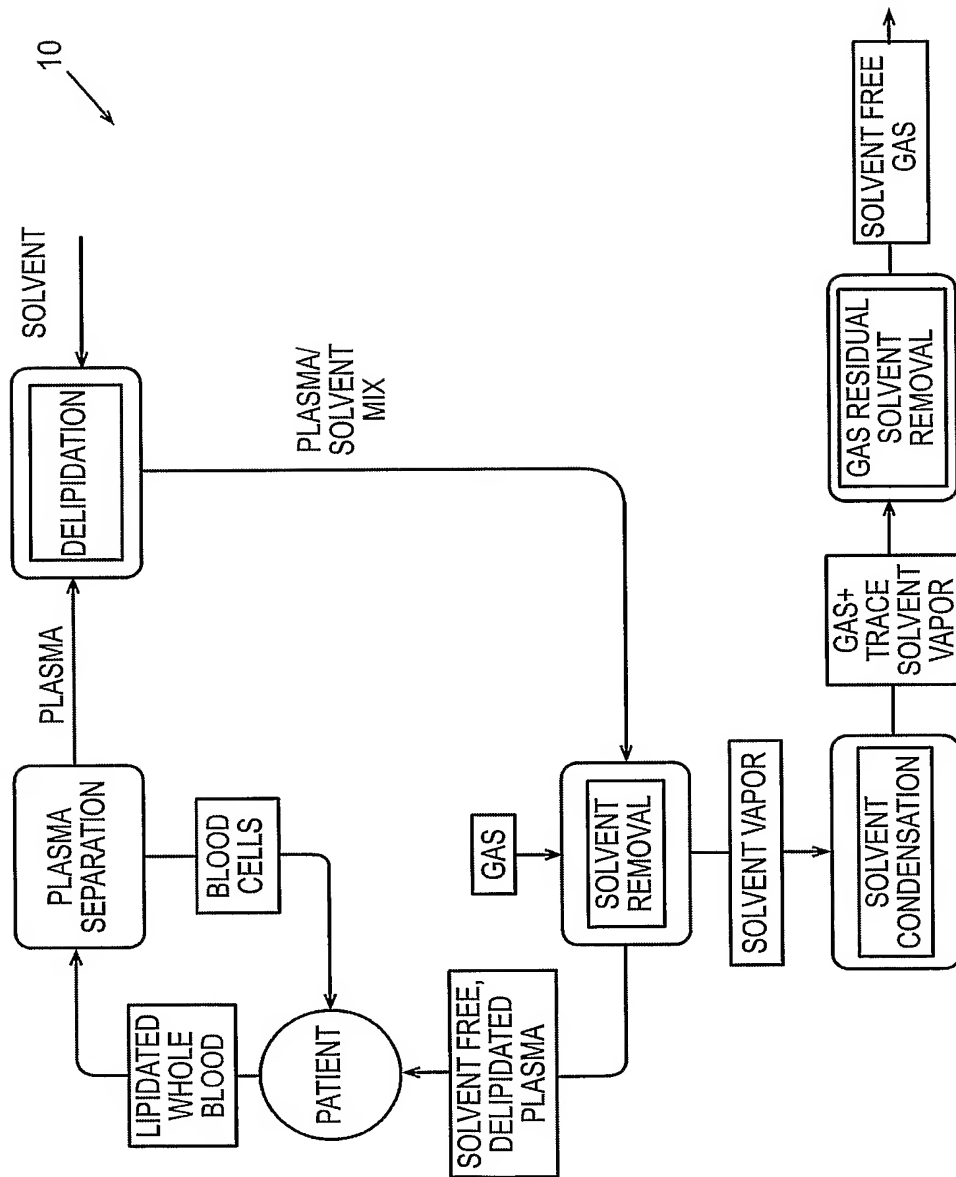 10
SOLVENT
DELIPIDATION
PLASMA/
SOLVENT
MIX
PLASMA
PLASMA
SEPARATION
BLOOD
CELLS
LIPIDATED
WHOLE
BLOOD
PATIENT
SOLVENT FREE,
DELIPIDATED
PLASMA
GAS
SOLVENT
REMOVAL
SOLVENT VAPOR
SOLVENT
CONDENSATION
GAS+
TRACE
SOLVENT
VAPOR
GAS RESIDUAL
SOLVENT
REMOVAL
SOLVENT FREE
GAS